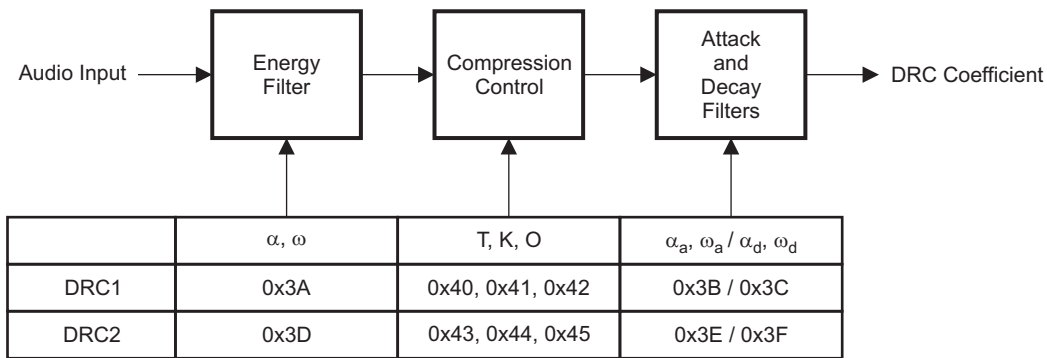 Audio Input
Energy
Filter
Compression
Control
Attack
and
Decay
Filters
DRC Coefficient
α, ω
T, K, O
αa, ωa / αd, ωd
DRC1
0x3A
0x40, 0x41, 0x42
0x3B / 0x3C
DRC2
0x3D
0x43, 0x44, 0x45
0x3E / 0x3F